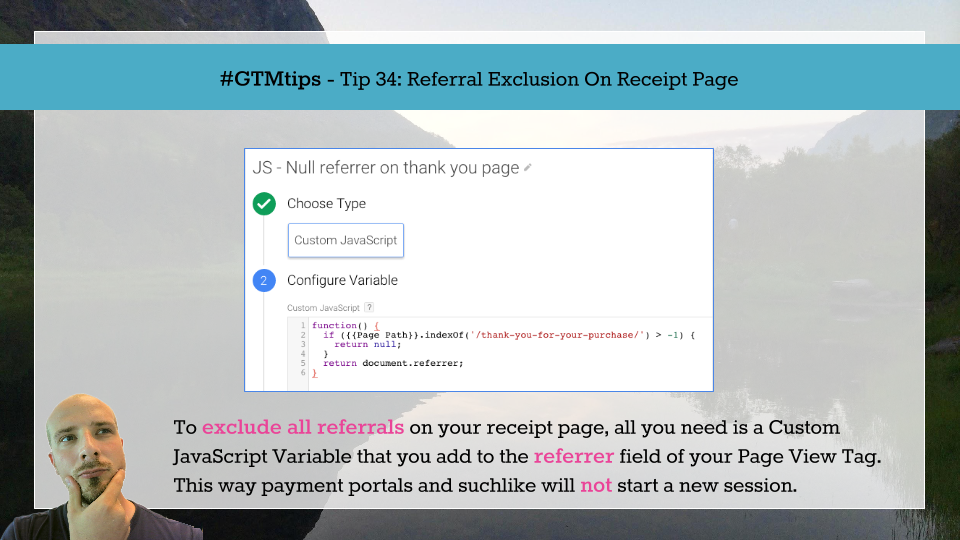 #GTMtips - Tip 34: Referral Exclusion On Receipt Page
JS - Null referrer on thank you page
Choose Type
Custom JavaScript
2 Configure Variable
Custom JavaScript ?
1 function() {
2   if ({{Page Path}}.indexOf('/thank-you-for-your-purchase/') > -1) {
3     return null;
4   }
5   return document.referrer;
6 }
To exclude all referrals on your receipt page, all you need is a Custom
JavaScript Variable that you add to the referrer field of your Page View Tag.
This way payment portals and suchlike will not start a new session.